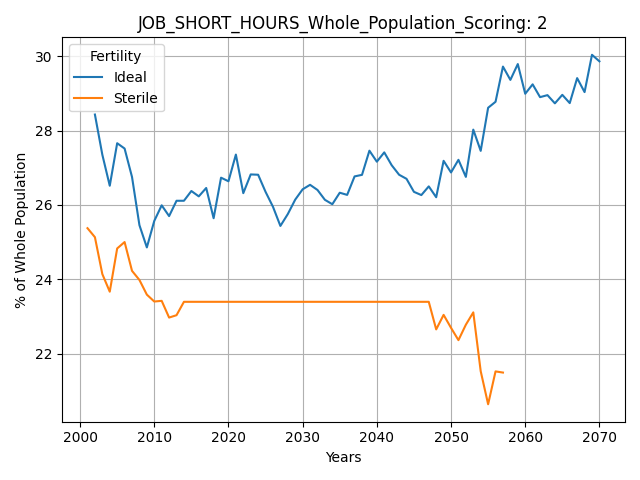 JOB_SHORT_HOURS_Whole_Population_Scoring: 2
Fertility
Ideal
Sterile
% of Whole Population
30
28
26
24
22
2000 2010 2020 2030 2040 2050 2060 2070
Years